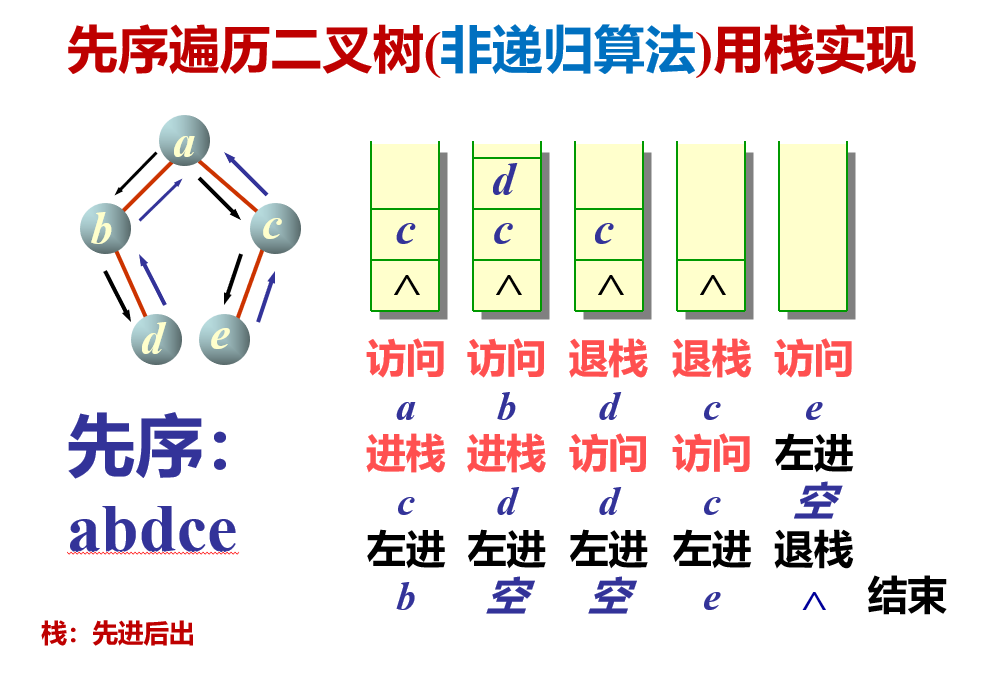 先序遍历二叉树(非递归算法)用栈实现
a
b
c
d
e
d
c c c
^ ^ ^ ^
访问 访问 退栈 退栈 访问
a b d c e
进栈 进栈 访问 访问 左进
c d d c 空
左进 左进 左进 左进 退栈
b 空 空 e ^ 结束
先序：
abdce
栈：先进后出